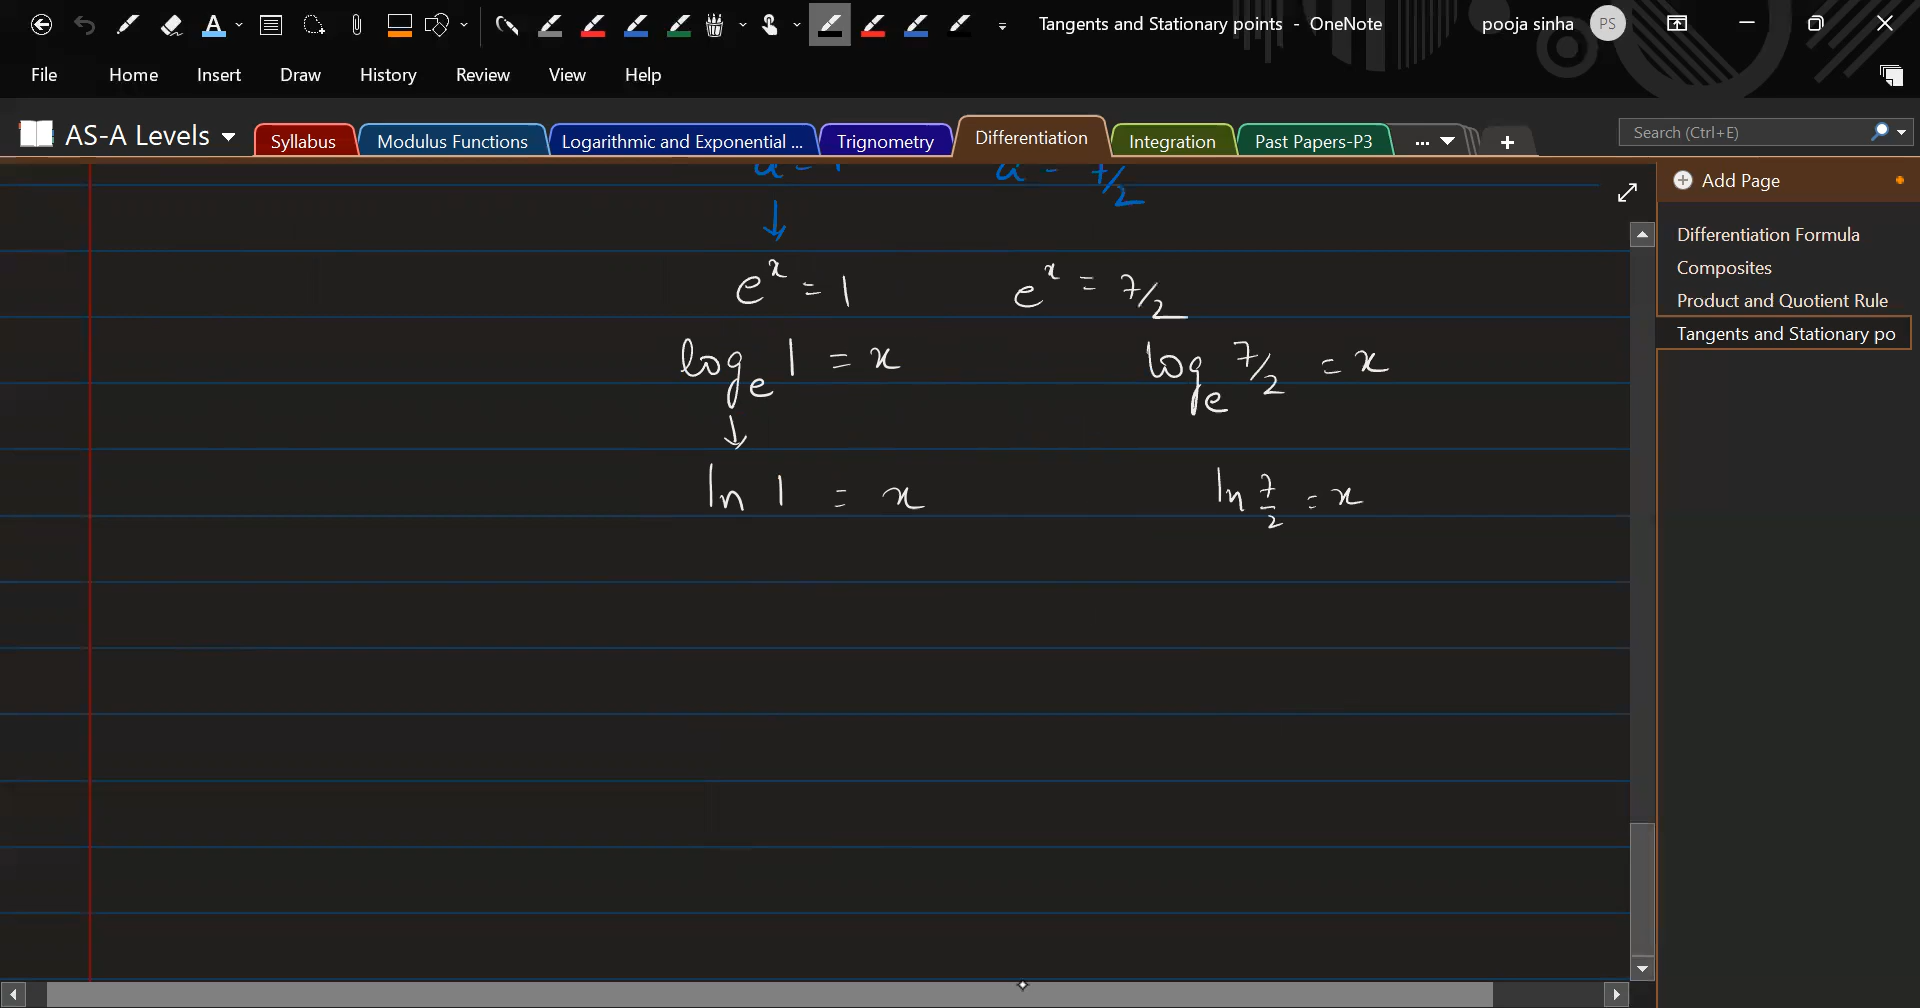 Tangents and Stationary points - OneNote
pooja sinha PS
File Home Insert Draw History Review View Help
AS-A Levels Syllabus Modulus Functions Logarithmic and Exponential ... Trignometry Differentiation Integration Past Papers-P3 ... + Search (Ctrl+E)
Add Page
Differentiation Formula
Composites
Product and Quotient Rule
Tangents and Stationary po
a = 1 a = 7/2
↓
e^x = 1 e^x = 7/2
log_e 1 = x log_e 7/2 = x
↓
ln 1 = x ln 7/2 = x